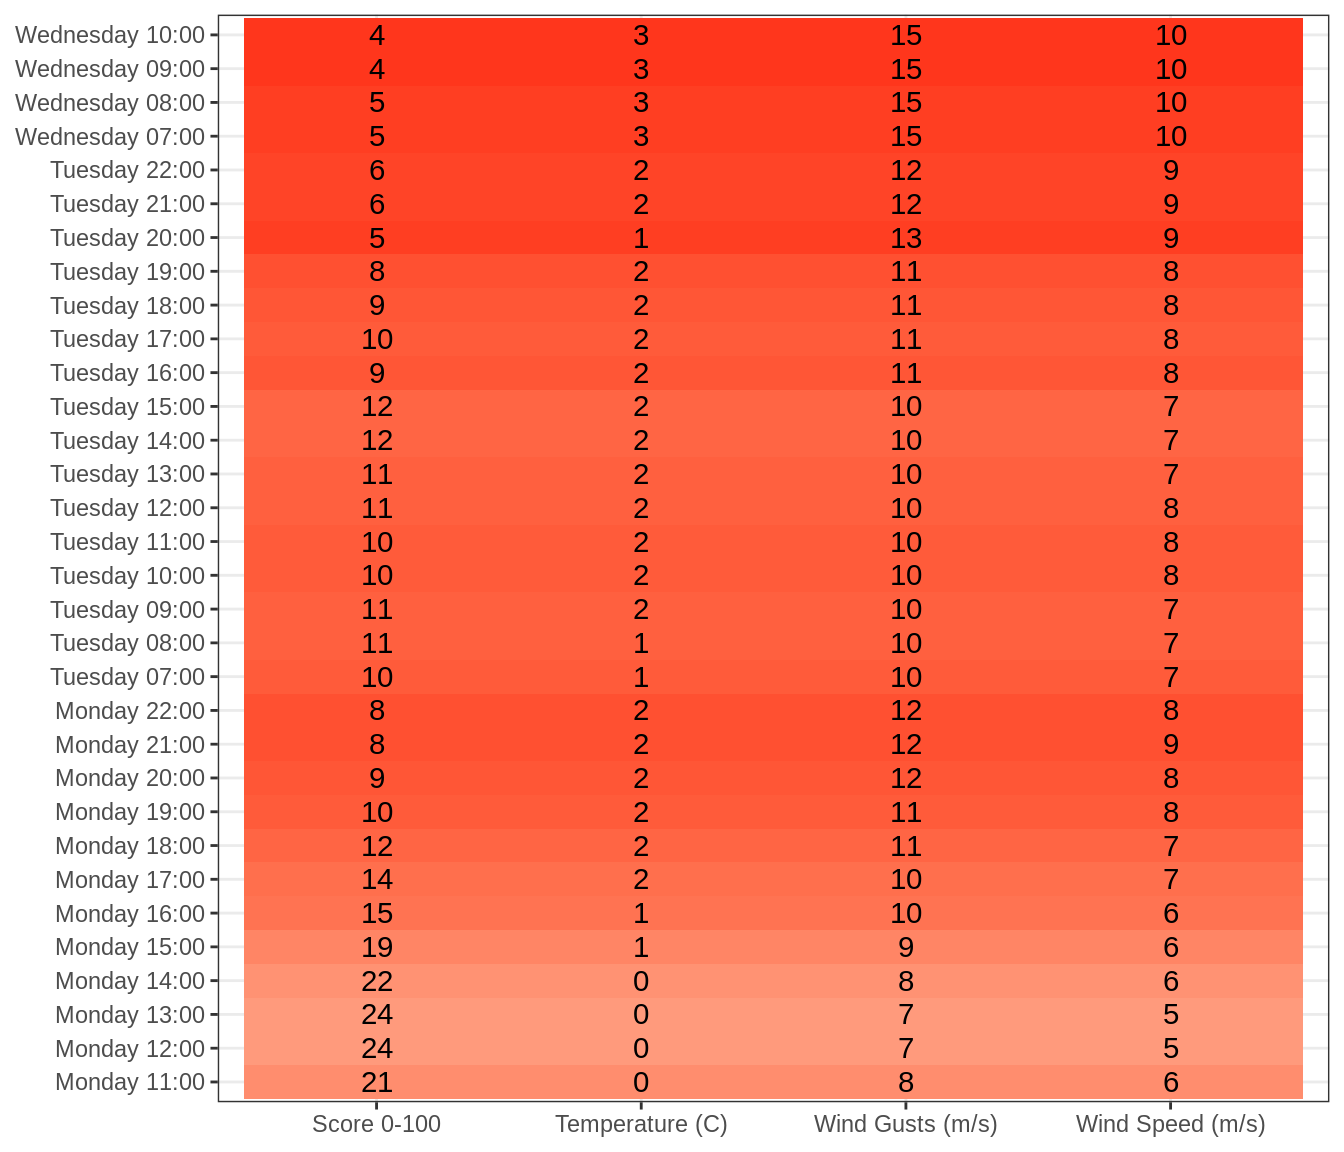 Wednesday 10:00 4 3 15 10
Wednesday 09:00 4 3 15 10
Wednesday 08:00 5 3 15 10
Wednesday 07:00 5 3 15 10
Tuesday 22:00 6 2 12 9
Tuesday 21:00 6 2 12 9
Tuesday 20:00 5 1 13 9
Tuesday 19:00 8 2 11 8
Tuesday 18:00 9 2 11 8
Tuesday 17:00 10 2 11 8
Tuesday 16:00 9 2 11 8
Tuesday 15:00 12 2 10 7
Tuesday 14:00 12 2 10 7
Tuesday 13:00 11 2 10 7
Tuesday 12:00 11 2 10 8
Tuesday 11:00 10 2 10 8
Tuesday 10:00 10 2 10 8
Tuesday 09:00 11 2 10 7
Tuesday 08:00 11 1 10 7
Tuesday 07:00 10 1 10 7
Monday 22:00 8 2 12 8
Monday 21:00 8 2 12 9
Monday 20:00 9 2 12 8
Monday 19:00 10 2 11 8
Monday 18:00 12 2 11 7
Monday 17:00 14 2 10 7
Monday 16:00 15 1 10 6
Monday 15:00 19 1 9 6
Monday 14:00 22 0 8 6
Monday 13:00 24 0 7 5
Monday 12:00 24 0 7 5
Monday 11:00 21 0 8 6
Score 0-100 Temperature (C) Wind Gusts (m/s) Wind Speed (m/s)